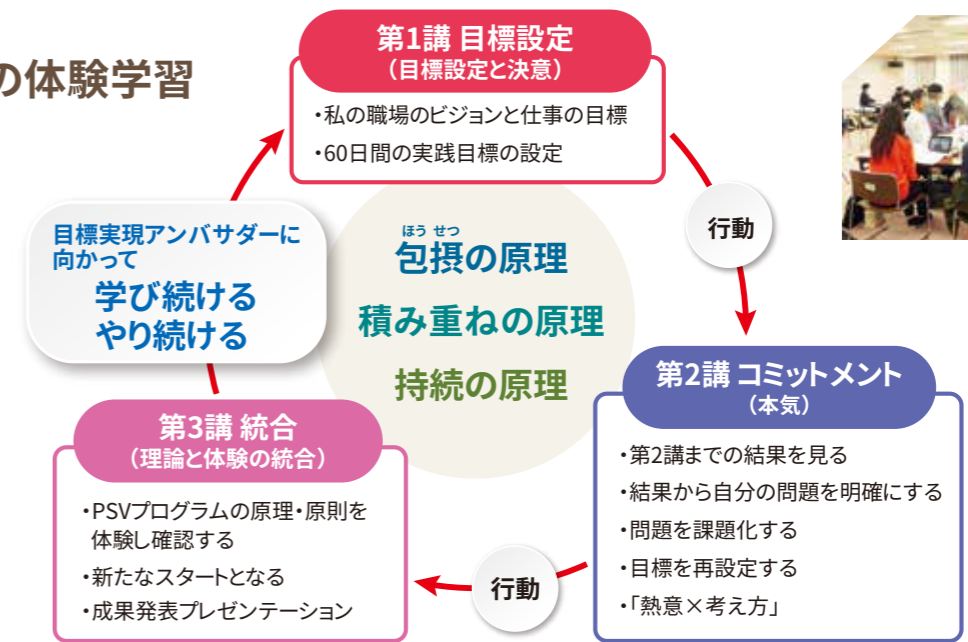 の体験学習
第1講 目標設定
（目標設定と決意）
・私の職場のビジョンと仕事の目標
・60日間の実践目標の設定
行動
目標実現アンバサダーに
向かって
学び続ける
やり続ける
ほう せつ
包摂の原理
積み重ねの原理
持続の原理
第2講 コミットメント
（本気）
・第2講までの結果を見る
・結果から自分の問題を明確にする
・問題を課題化する
・目標を再設定する
・「熱意×考え方」
行動
第3講 統合
（理論と体験の統合）
・PSVプログラムの原理・原則を
体験し確認する
・新たなスタートとなる
・成果発表プレゼンテーション